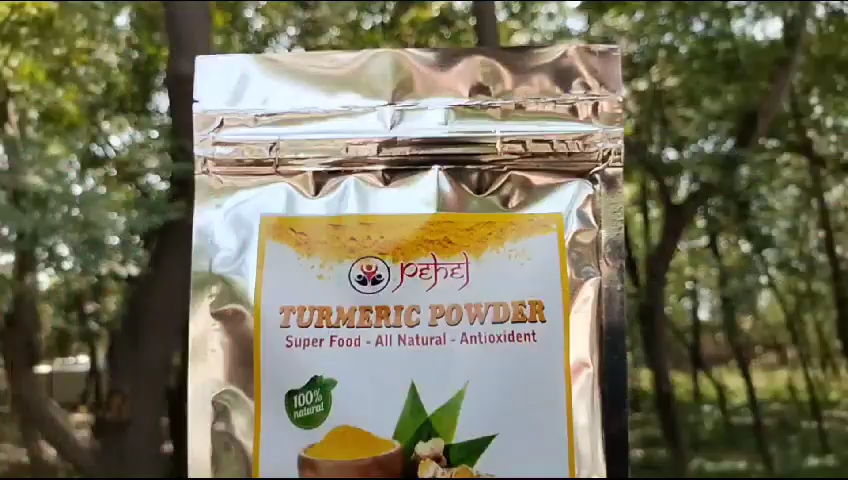 pehel
TURMERIC POWDER
Super Food - All Natural - Antioxident
100%
natural